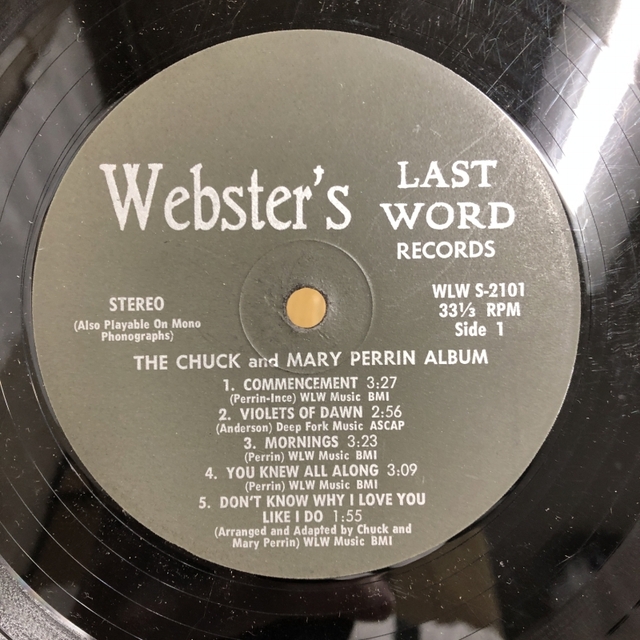 Webster's LAST WORD
RECORDS
STEREO
(Also Playable On Mono
Phonographs)
WLW S-2101
33⅓ RPM
Side 1
THE CHUCK and MARY PERRIN ALBUM
1. COMMENCEMENT 3:27
(Perrin-Ince) WLW Music BMI
2. VIOLETS OF DAWN 2:56
(Anderson) Deep Fork Music ASCAP
3. MORNINGS 3:23
(Perrin) WLW Music BMI
4. YOU KNEW ALL ALONG 3:09
(Perrin) WLW Music BMI
5. DON'T KNOW WHY I LOVE YOU
LIKE I DO 1:55
(Arranged and Adapted by Chuck and
Mary Perrin) WLW Music BMI